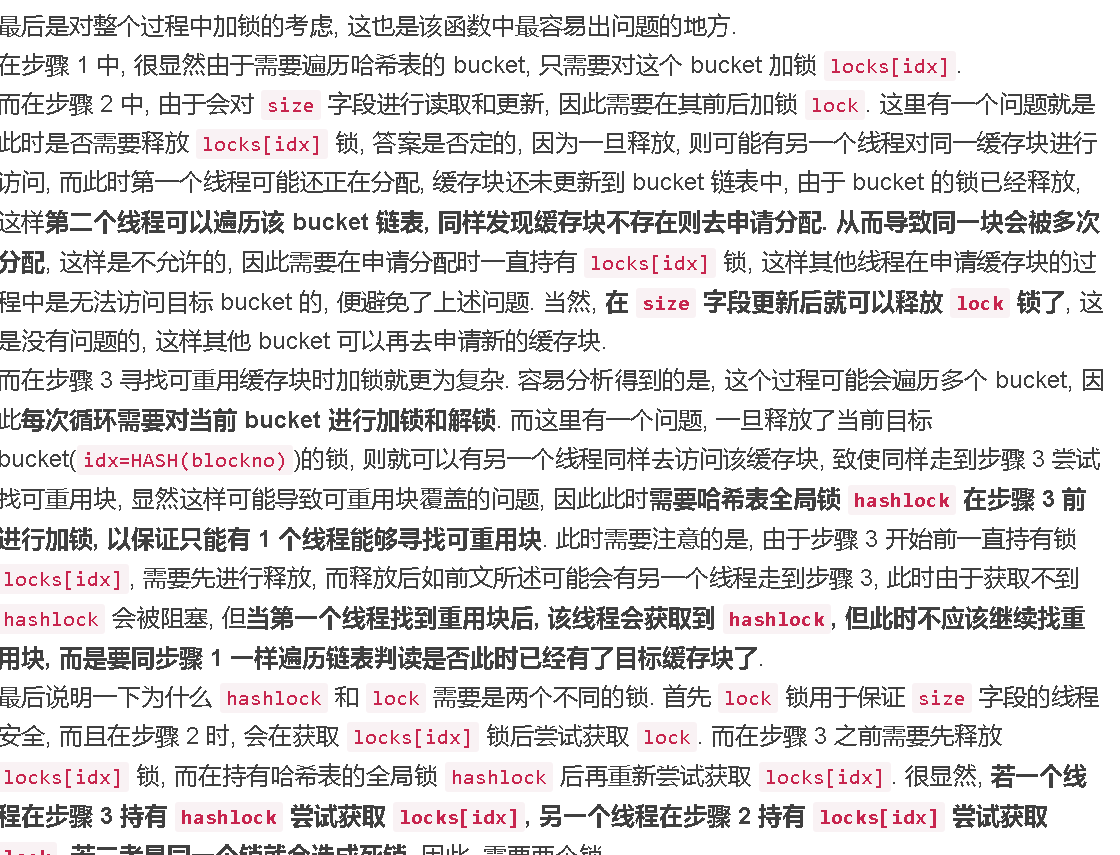 最后是对整个过程中加锁的考虑, 这也是该函数中最容易出问题的地方.
在步骤 1 中, 很显然由于需要遍历哈希表的 bucket, 只需要对这个 bucket 加锁 locks[idx] .
而在步骤 2 中, 由于会对 size 字段进行读取和更新, 因此需要在其前后加锁 lock . 这里有一个问题就是
此时是否需要释放 locks[idx] 锁, 答案是否定的, 因为一旦释放, 则可能有另一个线程对同一缓存块进行
访问, 而此时第一个线程可能还正在分配, 缓存块还未更新到 bucket 链表中, 由于 bucket 的锁已经释放,
这样第二个线程可以遍历该 bucket 链表, 同样发现缓存块不存在则去申请分配. 从而导致同一块会被多次
分配, 这样是不允许的, 因此需要在申请分配时一直持有 locks[idx] 锁, 这样其他线程在申请缓存块的过
程中是无法访问目标 bucket 的, 便避免了上述问题. 当然, 在 size 字段更新后就可以释放 lock 锁了, 这
是没有问题的, 这样其他 bucket 可以再去申请新的缓存块.
而在步骤 3 寻找可重用缓存块时加锁就更为复杂. 容易分析得到的是, 这个过程可能会遍历多个 bucket, 因
此每次循环需要对当前 bucket 进行加锁和解锁. 而这里有一个问题, 一旦释放了当前目标
bucket( idx=HASH(blockno) )的锁, 则就可以有另一个线程同样去访问该缓存块, 致使同样走到步骤 3 尝试
找可重用块, 显然这样可能导致可重用块覆盖的问题, 因此此时需要哈希表全局锁 hashlock 在步骤 3 前
进行加锁, 以保证只能有 1 个线程能够寻找可重用块. 此时需要注意的是, 由于步骤 3 开始前一直持有锁
locks[idx] , 需要先进行释放, 而释放后如前文所述可能会有另一个线程走到步骤 3, 此时由于获取不到
hashlock 会被阻塞, 但当第一个线程找到重用块后, 该线程会获取到 hashlock , 但此时不应该继续找重
用块, 而是要同步骤 1 一样遍历链表判读是否此时已经有了目标缓存块了.
最后说明一下为什么 hashlock 和 lock 需要是两个不同的锁. 首先 lock 锁用于保证 size 字段的线程
安全, 而且在步骤 2 时, 会在获取 locks[idx] 锁后尝试获取 lock . 而在步骤 3 之前需要先释放
locks[idx] 锁, 而在持有哈希表的全局锁 hashlock 后再重新尝试获取 locks[idx] . 很显然, 若一个线
程在步骤 3 持有 hashlock 尝试获取 locks[idx] , 另一个线程在步骤 2 持有 locks[idx] 尝试获取
lock , 若二者是同一个锁就会造成死锁. 因此, 需要两个锁.